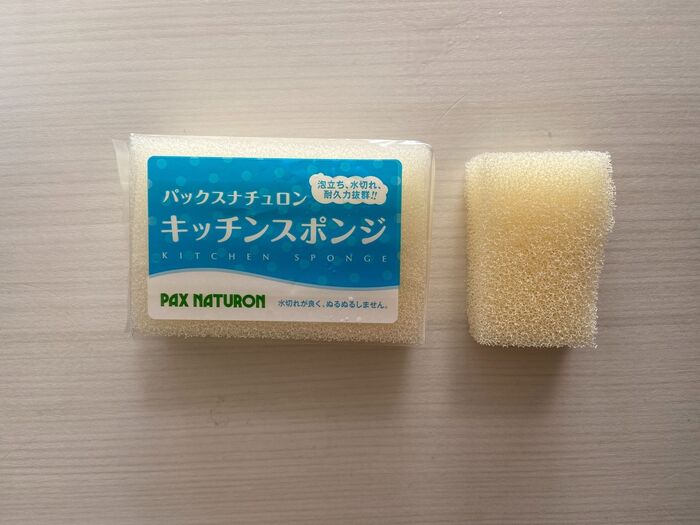 パックスナチュロン
泡立ち、水切れ、
耐久力抜群!!
キッチンスポンジ
KITCHEN SPONGE
PAX NATURON
水切れが良く、ぬるぬるしません。